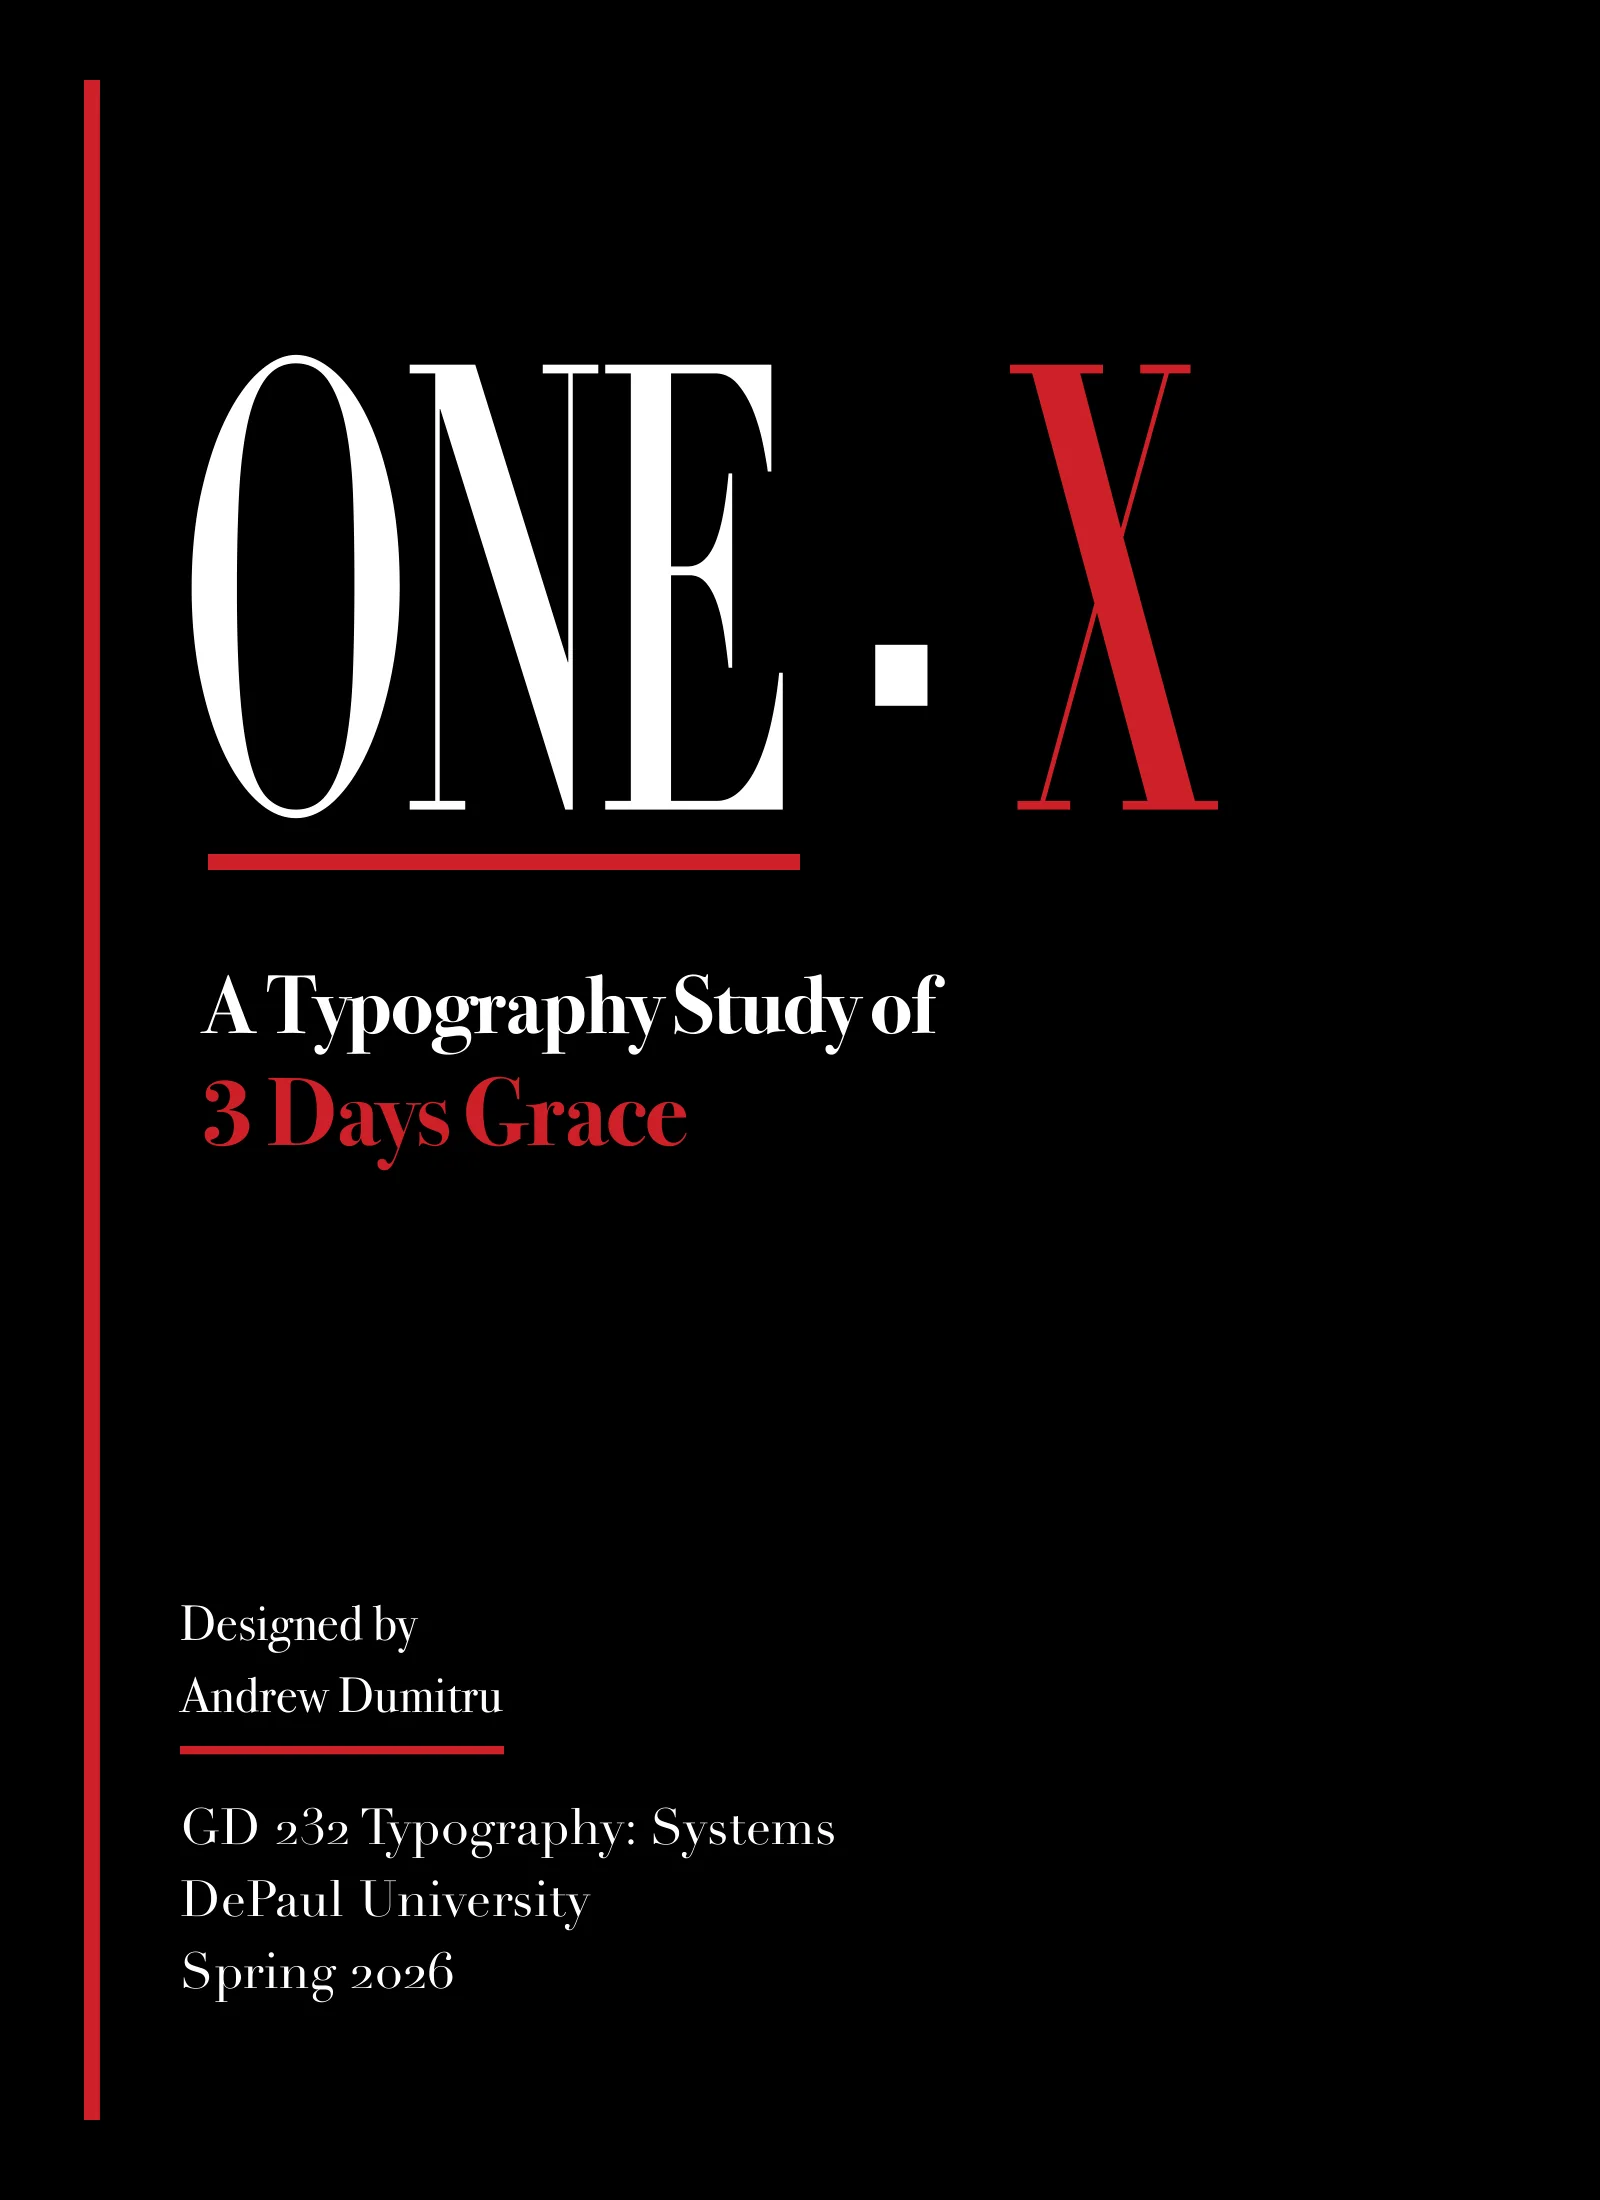 ONE · X
A Typography Study of
3 Days Grace
Designed by
Andrew Dumitru
GD 232 Typography: Systems
DePaul University
Spring 2026